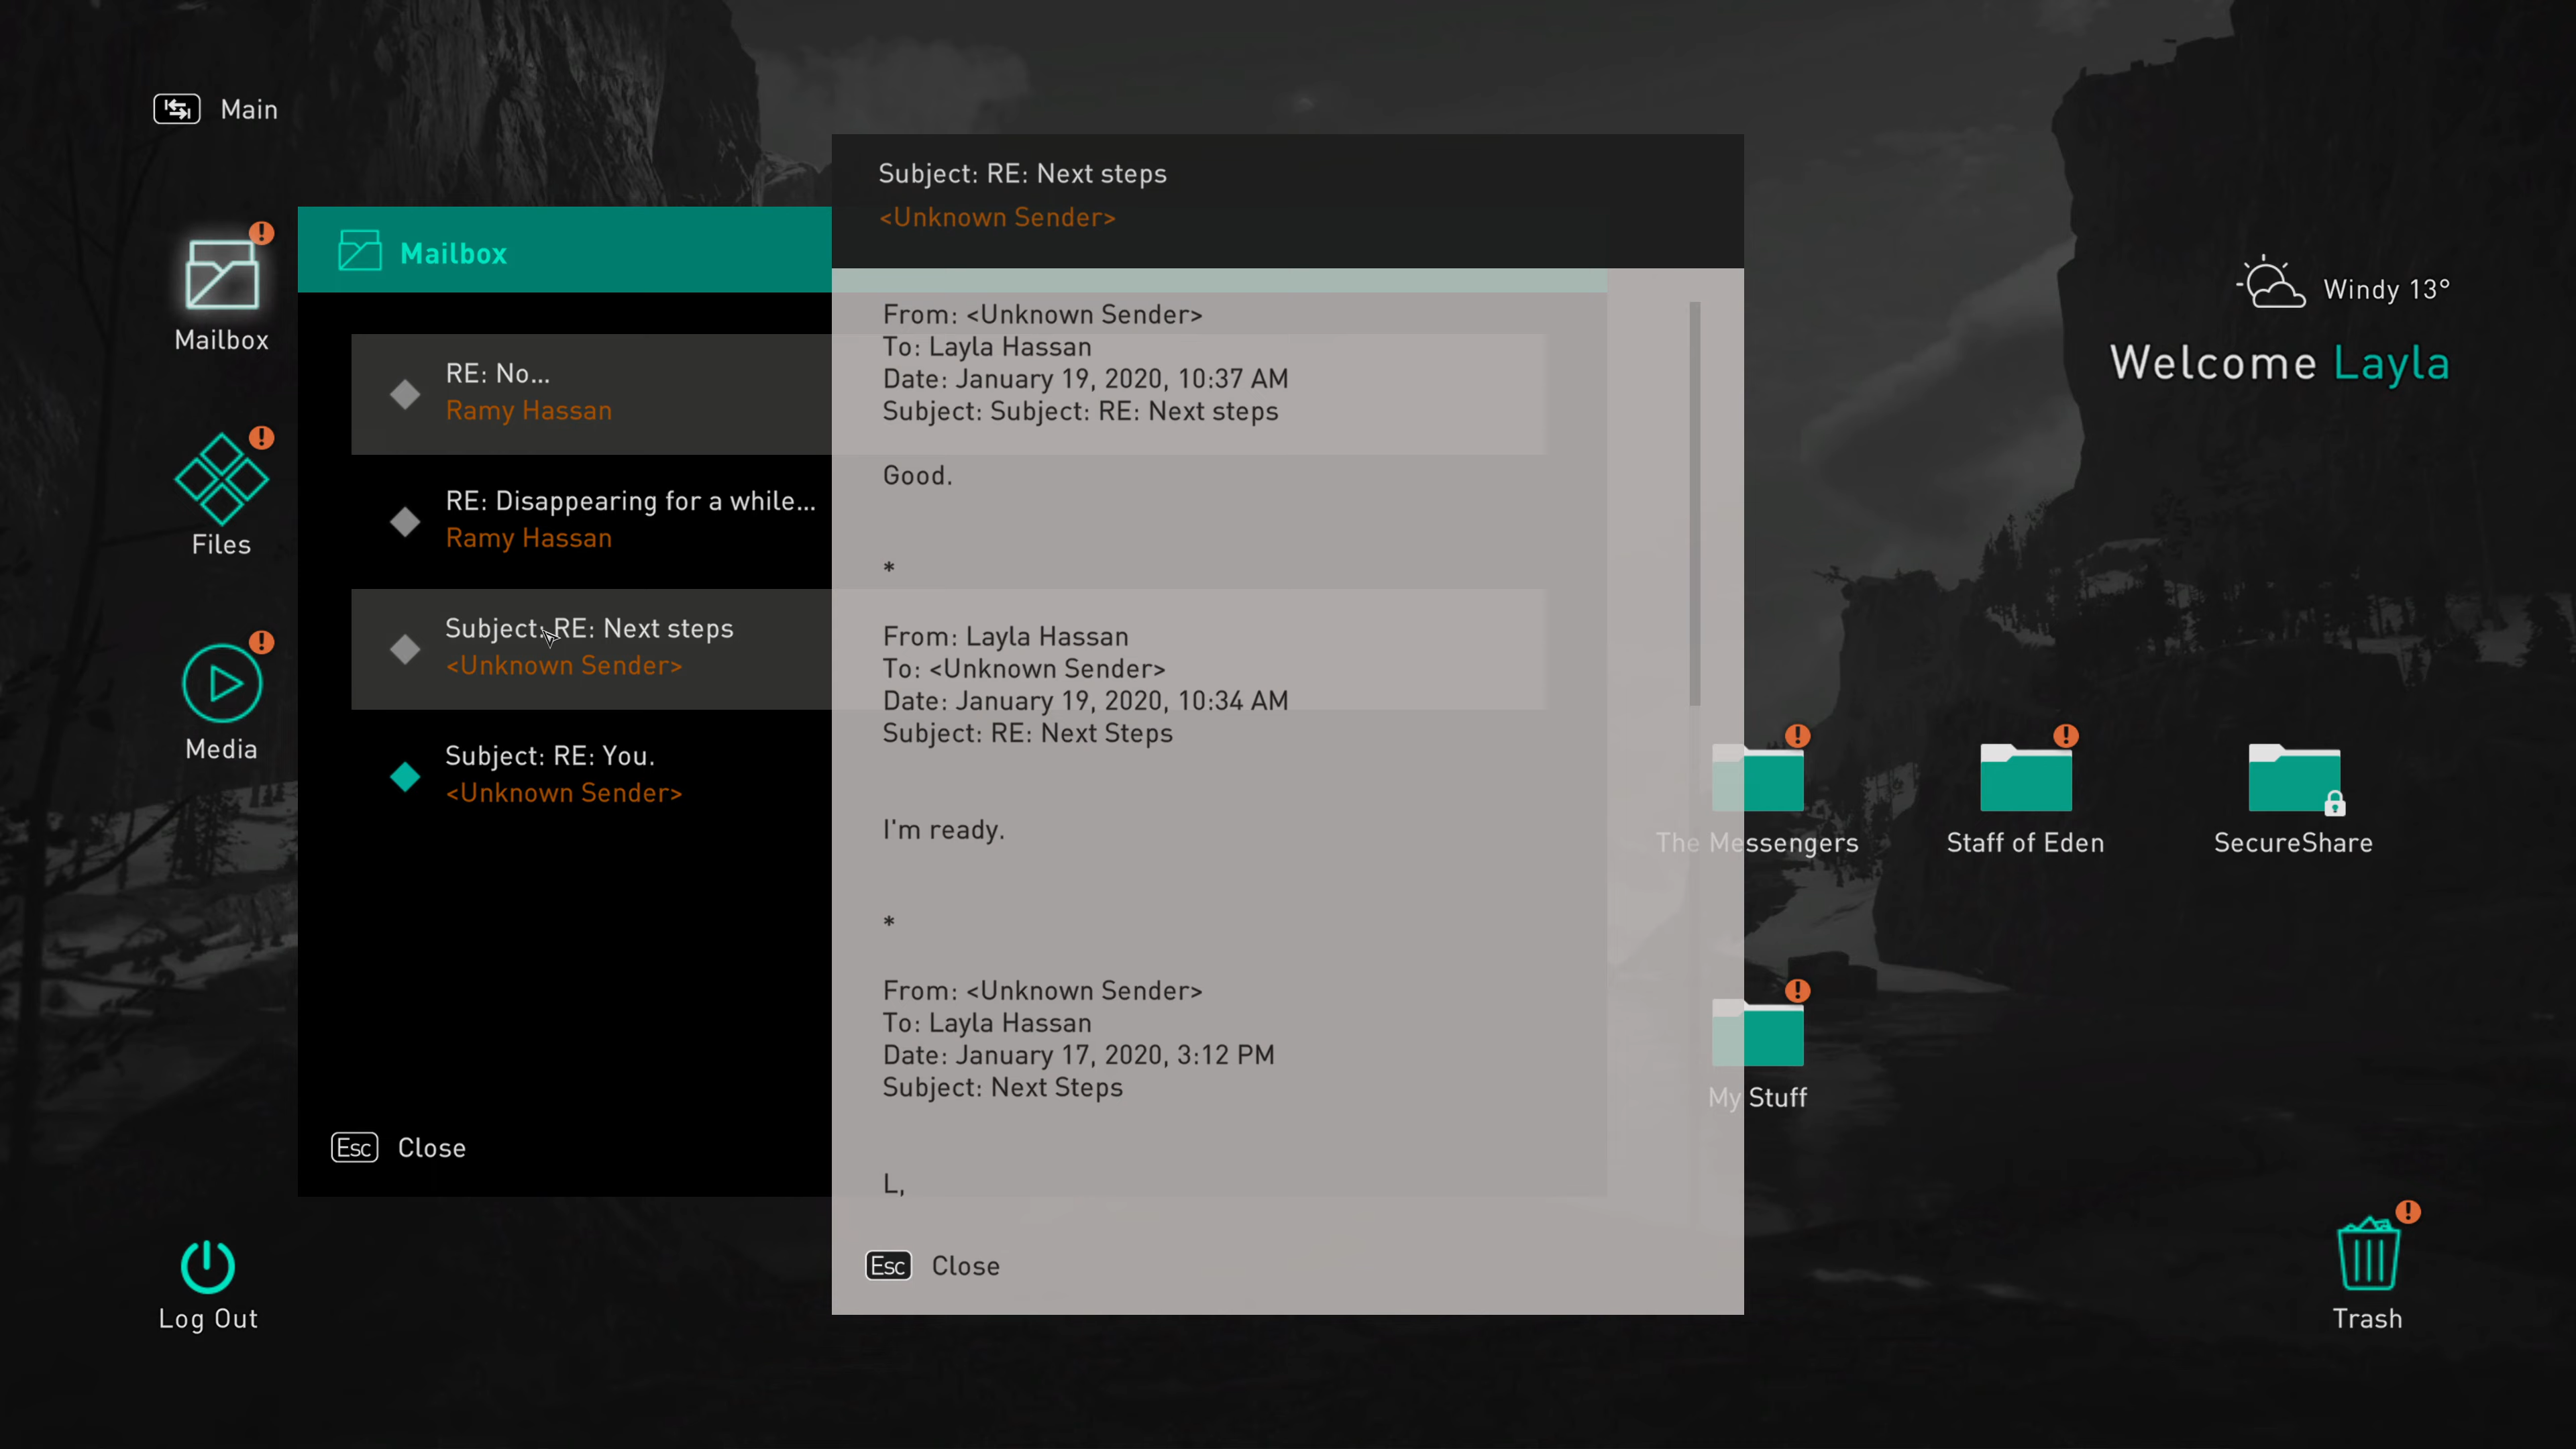 Main
Mailbox
Files
Media
Log Out
Mailbox
RE: No...
Ramy Hassan
RE: Disappearing for a while...
Ramy Hassan
Subject: RE: Next steps
<Unknown Sender>
Subject: RE: You.
<Unknown Sender>
Esc Close
Subject: RE: Next steps
<Unknown Sender>
From: <Unknown Sender>
To: Layla Hassan
Date: January 19, 2020, 10:37 AM
Subject: Subject: RE: Next steps
Good.
*
From: Layla Hassan
To: <Unknown Sender>
Date: January 19, 2020, 10:34 AM
Subject: RE: Next Steps
I'm ready.
*
From: <Unknown Sender>
To: Layla Hassan
Date: January 17, 2020, 3:12 PM
Subject: Next Steps
L,
Esc Close
Windy 13°
Welcome Layla
The Messengers
Staff of Eden
SecureShare
My Stuff
Trash